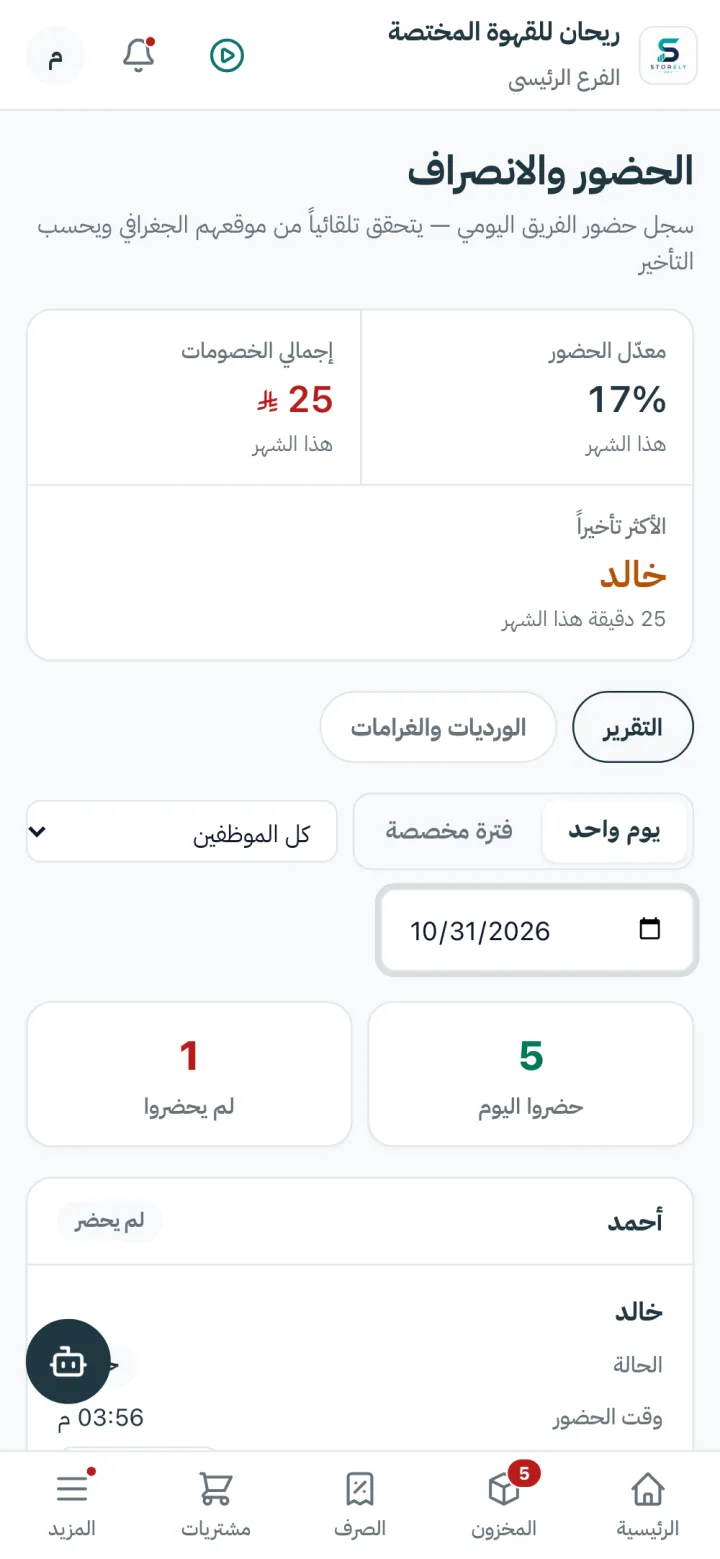 ريحان للقهوة المختصة
الفرع الرئيسى
STORELY
م
الحضور والانصراف
سجل حضور الفريق اليومي — يتحقق تلقائياً من موقعهم الجغرافي ويحسب
التأخير
معدّل الحضور
17%
هذا الشهر
إجمالي الخصومات
25
هذا الشهر
الأكثر تأخيراً
خالد
25 دقيقة هذا الشهر
التقرير
الورديات والغرامات
يوم واحد
فترة مخصصة
كل الموظفين
10/31/2026
5
حضروا اليوم
1
لم يحضروا
أحمد
لم يحضر
خالد
الحالة
وقت الحضور
03:56 م
الرئيسية
5
المخزون
الصرف
مشتريات
المزيد